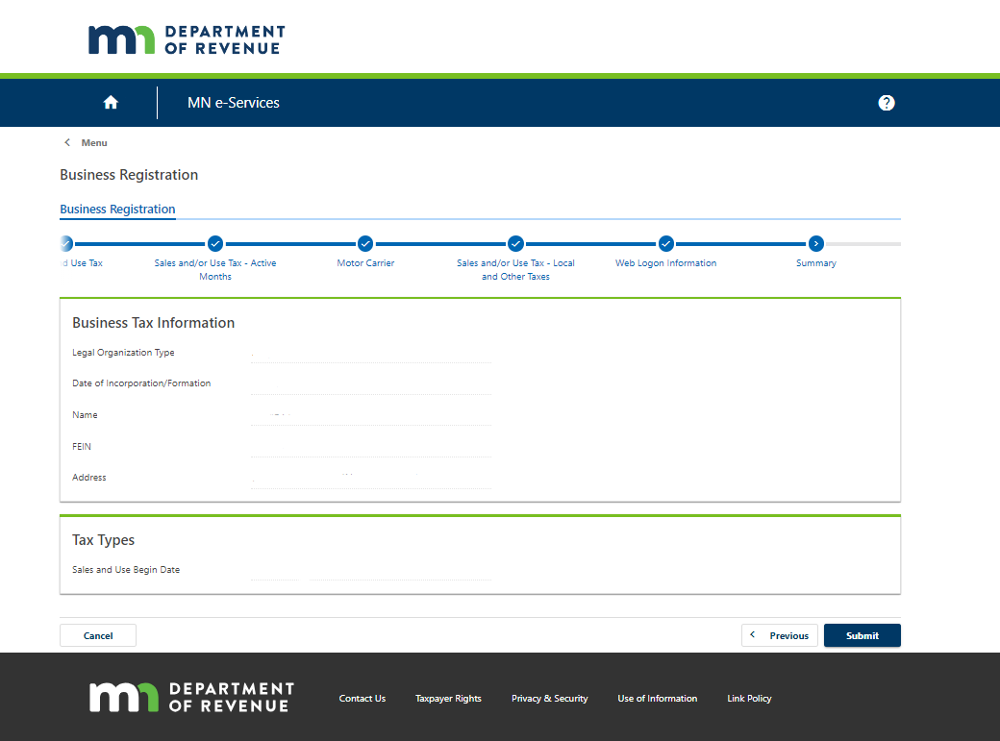 mn DEPARTMENT
OF REVENUE
MN e-Services
Menu
Business Registration
Business Registration
d Use Tax
Sales and/or Use Tax - Active
Months
Motor Carrier
Sales and/or Use Tax - Local
and Other Taxes
Web Logon Information
Summary
Business Tax Information
Legal Organization Type
Date of Incorporation/Formation
Name
FEIN
Address
Tax Types
Sales and Use Begin Date
Cancel
Previous
Submit
mn DEPARTMENT
OF REVENUE
Contact Us
Taxpayer Rights
Privacy & Security
Use of Information
Link Policy